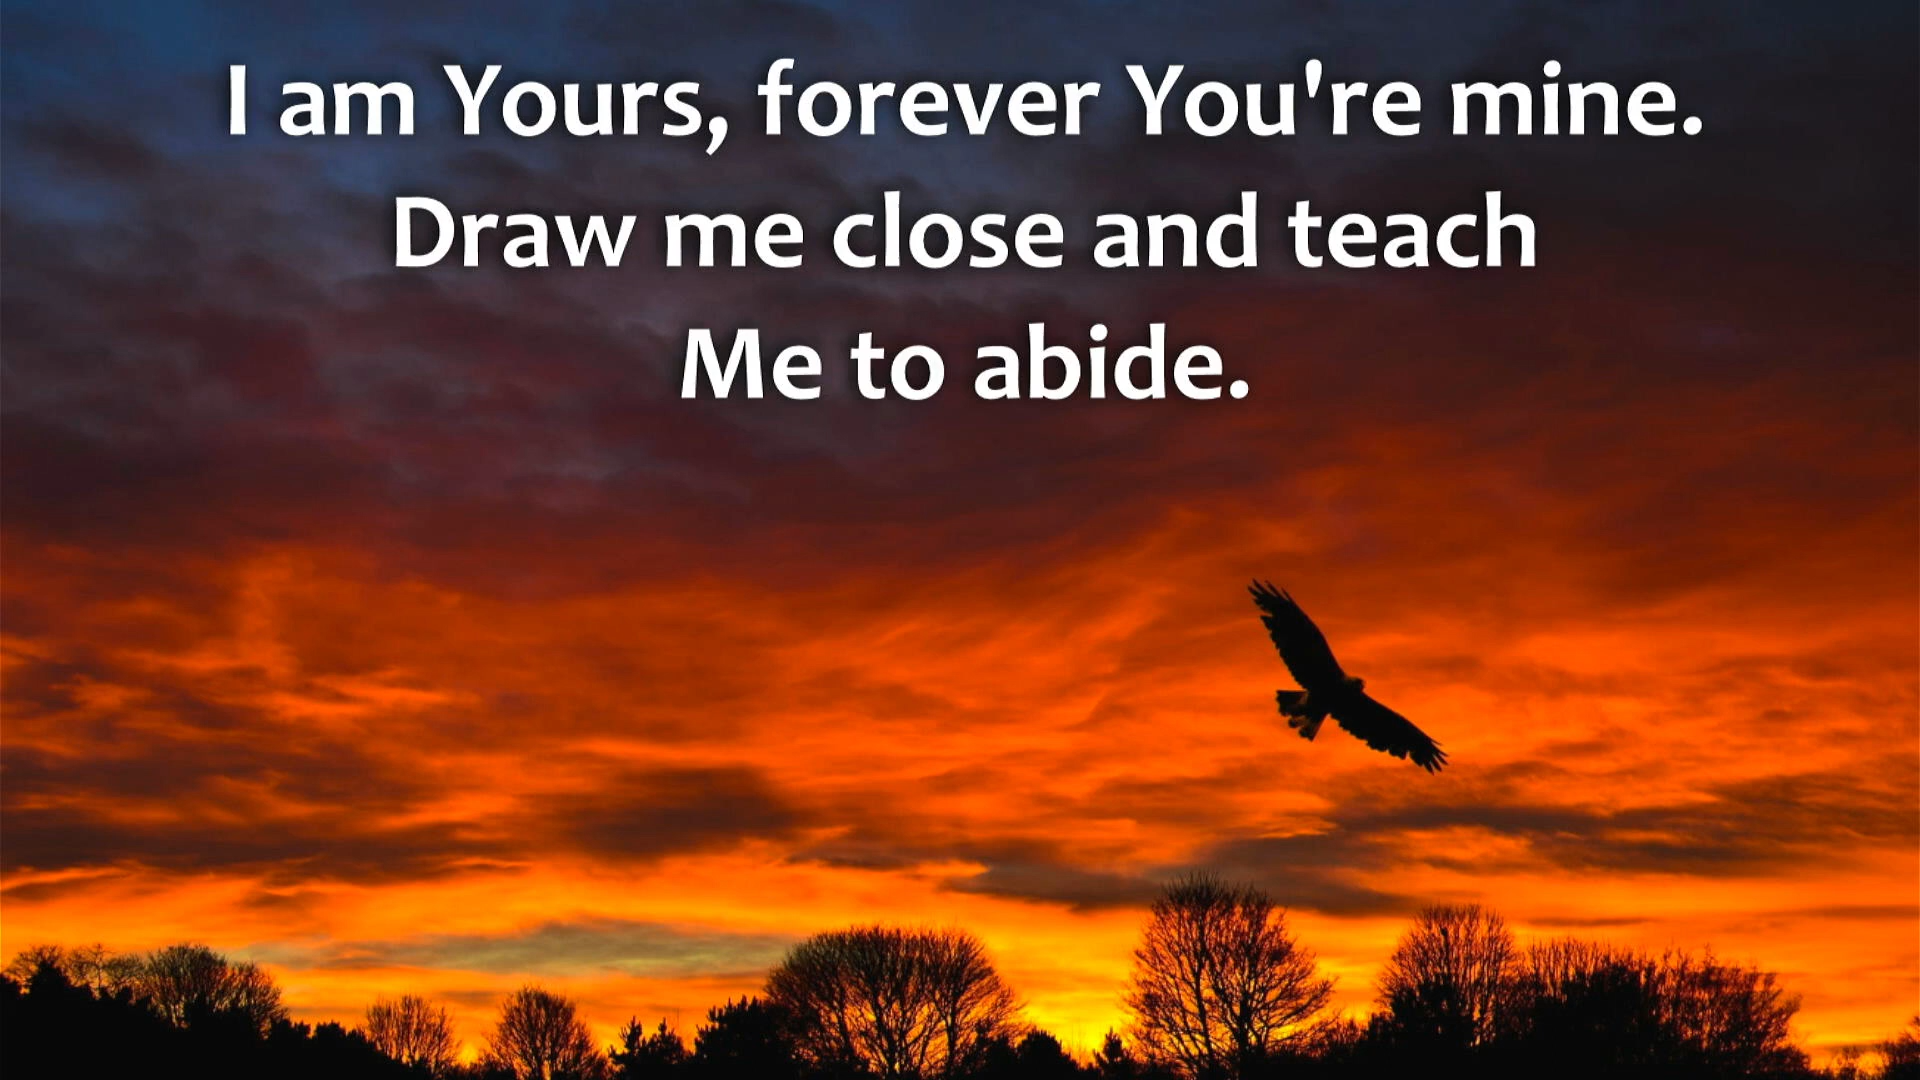 I am Yours, forever You're mine.
Draw me close and teach
Me to abide.